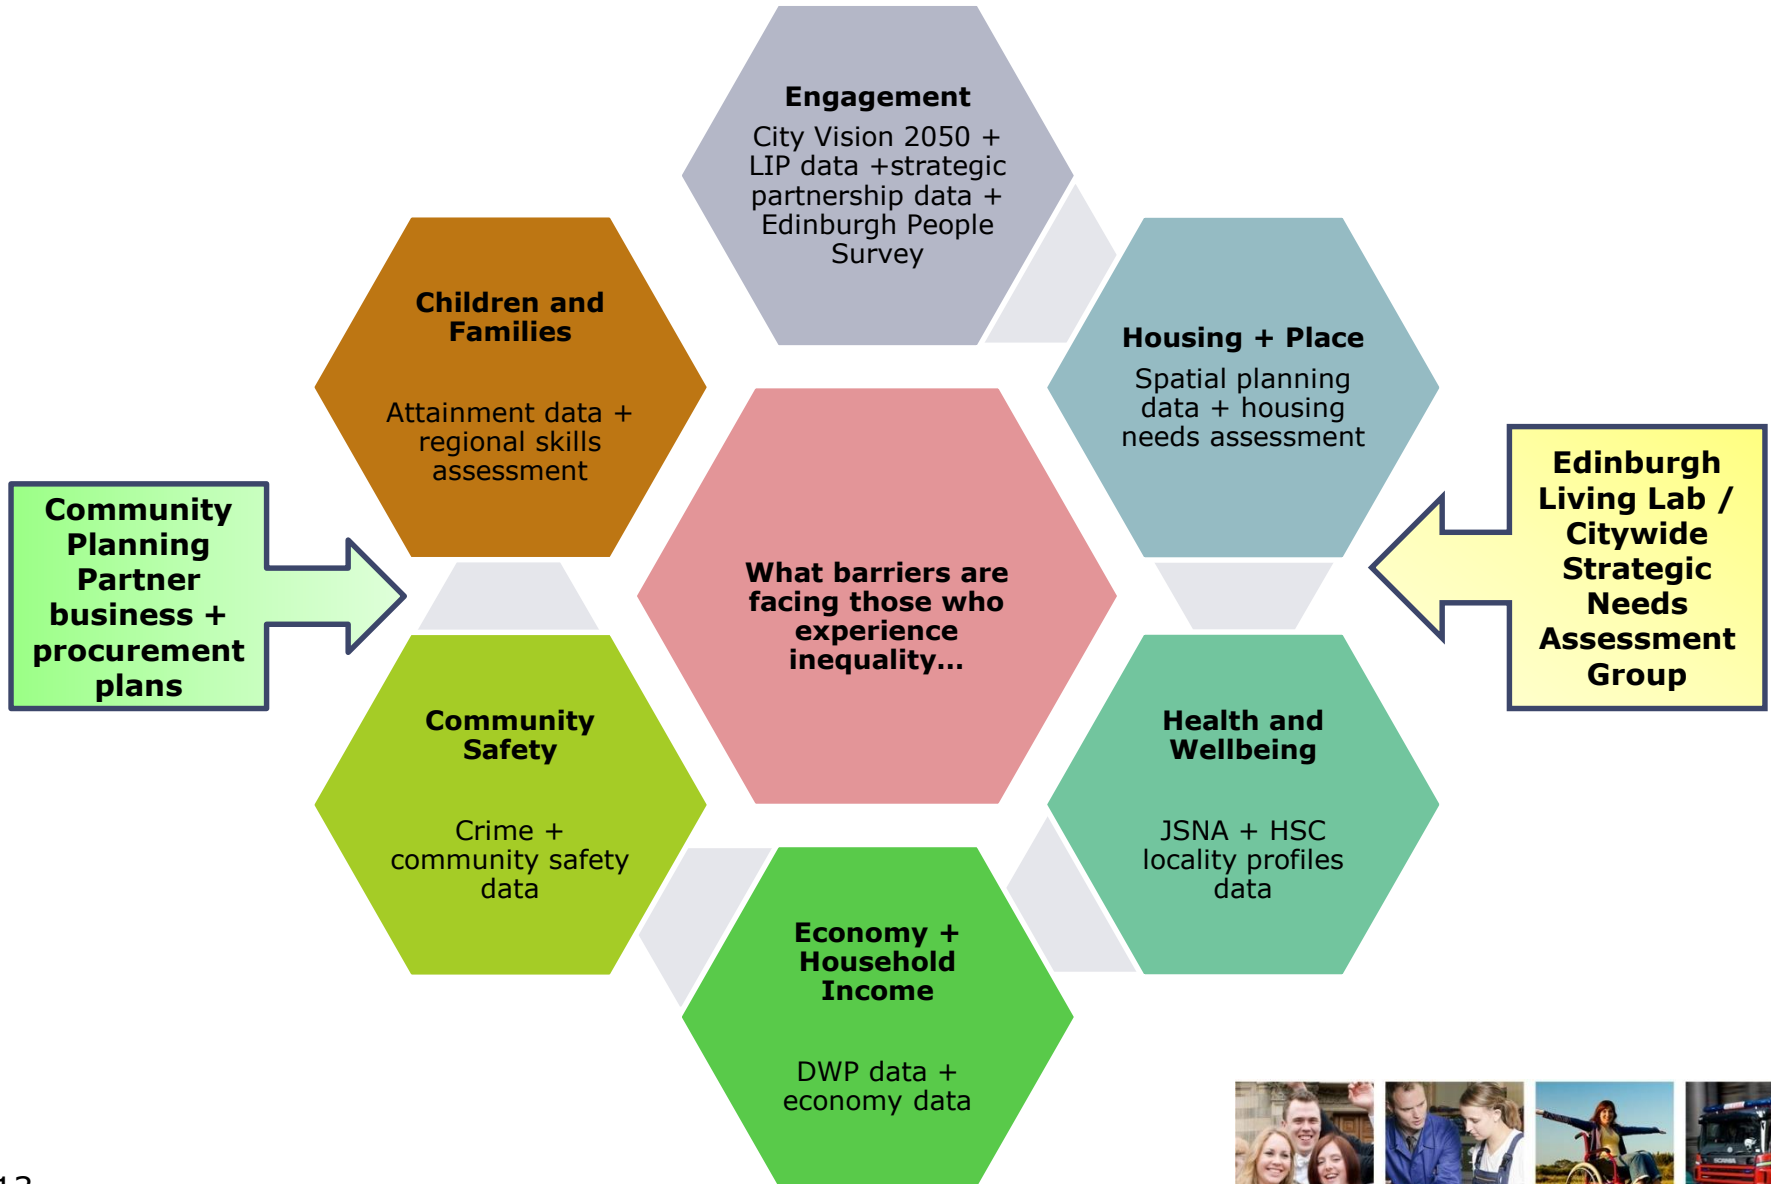 Engagement
City Vision 2050 +
LIP data +strategic
partnership data +
Edinburgh People
Survey
Children and
Families
Attainment data +
regional skills
assessment
Housing + Place
Spatial planning
data + housing
needs assessment
Community
Planning
Partner
business +
procurement
plans
What barriers are
facing those who
experience
inequality...
Edinburgh
Living Lab /
Citywide
Strategic
Needs
Assessment
Group
Community
Safety
Crime +
community safety
data
Health and
Wellbeing
JSNA + HSC
locality profiles
data
Economy +
Household
Income
DWP data +
economy data